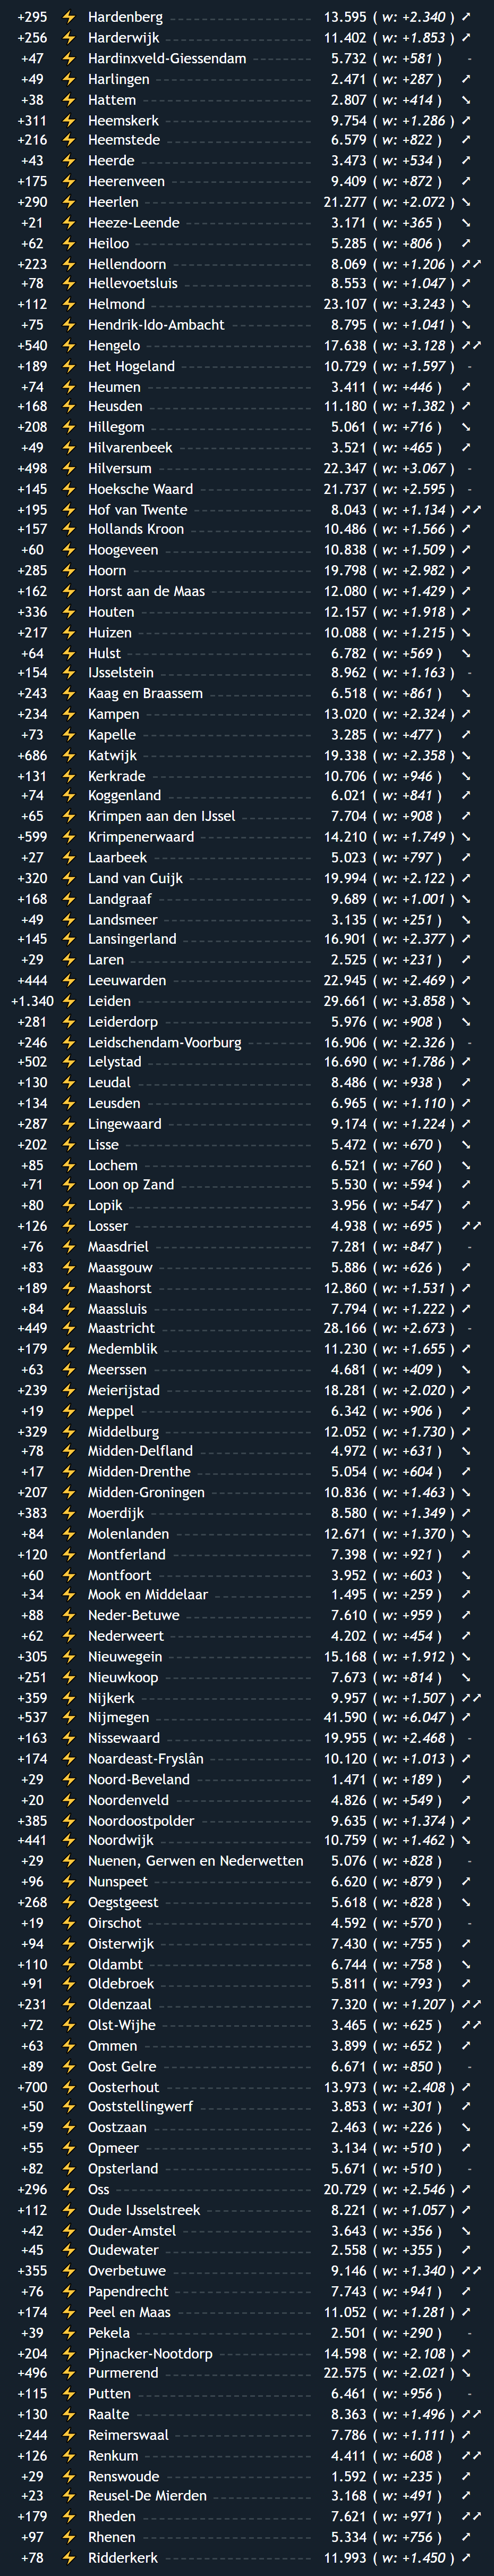 +295 ⚡ Hardenberg 13.595 ( w: +2.340 ) ➚
+256 ⚡ Harderwijk 11.402 ( w: +1.853 ) ➚
+47 ⚡ Hardinxveld-Giessendam 5.732 ( w: +581 ) -
+49 ⚡ Harlingen 2.471 ( w: +287 ) ➚
+38 ⚡ Hattem 2.807 ( w: +414 ) ➘
+311 ⚡ Heemskerk 9.754 ( w: +1.286 ) ➚
+216 ⚡ Heemstede 6.579 ( w: +822 ) ➚
+43 ⚡ Heerde 3.473 ( w: +534 ) ➚
+175 ⚡ Heerenveen 9.409 ( w: +872 ) ➚
+290 ⚡ Heerlen 21.277 ( w: +2.072 ) ➘
+21 ⚡ Heeze-Leende 3.171 ( w: +365 ) ➘
+62 ⚡ Heiloo 5.285 ( w: +806 ) ➚
+223 ⚡ Hellendoorn 8.069 ( w: +1.206 ) ➚➚
+78 ⚡ Hellevoetsluis 8.553 ( w: +1.047 ) ➚
+112 ⚡ Helmond 23.107 ( w: +3.243 ) ➘
+75 ⚡ Hendrik-Ido-Ambacht 8.795 ( w: +1.041 ) ➘
+540 ⚡ Hengelo 17.638 ( w: +3.128 ) ➚➚
+189 ⚡ Het Hogeland 10.729 ( w: +1.597 ) -
+74 ⚡ Heumen 3.411 ( w: +446 ) ➚
+168 ⚡ Heusden 11.180 ( w: +1.382 ) ➚
+208 ⚡ Hillegom 5.061 ( w: +716 ) ➘
+49 ⚡ Hilvarenbeek 3.521 ( w: +465 ) ➚
+498 ⚡ Hilversum 22.347 ( w: +3.067 ) -
+145 ⚡ Hoeksche Waard 21.737 ( w: +2.595 ) -
+195 ⚡ Hof van Twente 8.043 ( w: +1.134 ) ➚➚
+157 ⚡ Hollands Kroon 10.486 ( w: +1.566 ) ➚
+60 ⚡ Hoogeveen 10.838 ( w: +1.509 ) ➚
+285 ⚡ Hoorn 19.798 ( w: +2.982 ) ➚
+162 ⚡ Horst aan de Maas 12.080 ( w: +1.429 ) ➚
+336 ⚡ Houten 12.157 ( w: +1.918 ) ➚
+217 ⚡ Huizen 10.088 ( w: +1.215 ) ➘
+64 ⚡ Hulst 6.782 ( w: +569 ) ➘
+154 ⚡ IJsselstein 8.962 ( w: +1.163 ) -
+243 ⚡ Kaag en Braassem 6.518 ( w: +861 ) ➘
+234 ⚡ Kampen 13.020 ( w: +2.324 ) ➚
+73 ⚡ Kapelle 3.285 ( w: +477 ) ➚
+686 ⚡ Katwijk 19.338 ( w: +2.358 ) ➘
+131 ⚡ Kerkrade 10.706 ( w: +946 ) ➘
+74 ⚡ Koggenland 6.021 ( w: +841 ) ➚
+65 ⚡ Krimpen aan den IJssel 7.704 ( w: +908 ) ➚
+599 ⚡ Krimpenerwaard 14.210 ( w: +1.749 ) ➘
+27 ⚡ Laarbeek 5.023 ( w: +797 ) ➚
+320 ⚡ Land van Cuijk 19.994 ( w: +2.122 ) ➚
+168 ⚡ Landgraaf 9.689 ( w: +1.001 ) ➘
+49 ⚡ Landsmeer 3.135 ( w: +251 ) ➘
+145 ⚡ Lansingerland 16.901 ( w: +2.377 ) ➚
+29 ⚡ Laren 2.525 ( w: +231 ) ➚
+444 ⚡ Leeuwarden 22.945 ( w: +2.469 ) ➚
+1.340 ⚡ Leiden 29.661 ( w: +3.858 ) ➘
+281 ⚡ Leiderdorp 5.976 ( w: +908 ) ➘
+246 ⚡ Leidschendam-Voorburg 16.906 ( w: +2.326 ) -
+502 ⚡ Lelystad 16.690 ( w: +1.786 ) ➚
+130 ⚡ Leudal 8.486 ( w: +938 ) ➚
+134 ⚡ Leusden 6.965 ( w: +1.110 ) ➚
+287 ⚡ Lingewaard 9.174 ( w: +1.224 ) ➚
+202 ⚡ Lisse 5.472 ( w: +670 ) ➘
+85 ⚡ Lochem 6.521 ( w: +760 ) ➘
+71 ⚡ Loon op Zand 5.530 ( w: +594 ) ➚
+80 ⚡ Lopik 3.956 ( w: +547 ) ➚
+126 ⚡ Losser 4.938 ( w: +695 ) ➚➚
+76 ⚡ Maasdriel 7.281 ( w: +847 ) -
+83 ⚡ Maasgouw 5.886 ( w: +626 ) ➚
+189 ⚡ Maashorst 12.860 ( w: +1.531 ) ➚
+84 ⚡ Maassluis 7.794 ( w: +1.222 ) ➚
+449 ⚡ Maastricht 28.166 ( w: +2.673 ) -
+179 ⚡ Medemblik 11.230 ( w: +1.655 ) ➚
+63 ⚡ Meerssen 4.681 ( w: +409 ) ➘
+239 ⚡ Meierijstad 18.281 ( w: +2.020 ) ➚
+19 ⚡ Meppel 6.342 ( w: +906 ) ➚
+329 ⚡ Middelburg 12.052 ( w: +1.730 ) ➚
+78 ⚡ Midden-Delfland 4.972 ( w: +631 ) ➘
+17 ⚡ Midden-Drenthe 5.054 ( w: +604 ) ➚
+207 ⚡ Midden-Groningen 10.836 ( w: +1.463 ) ➘
+383 ⚡ Moerdijk 8.580 ( w: +1.349 ) ➚
+84 ⚡ Molenlanden 12.671 ( w: +1.370 ) ➘
+120 ⚡ Montferland 7.398 ( w: +921 ) ➚
+60 ⚡ Montfoort 3.952 ( w: +603 ) ➘
+34 ⚡ Mook en Middelaar 1.495 ( w: +259 ) ➚
+88 ⚡ Neder-Betuwe 7.610 ( w: +959 ) ➚
+62 ⚡ Nederweert 4.202 ( w: +454 ) ➚
+305 ⚡ Nieuwegein 15.168 ( w: +1.912 ) ➘
+251 ⚡ Nieuwkoop 7.673 ( w: +814 ) ➘
+359 ⚡ Nijkerk 9.957 ( w: +1.507 ) ➚➚
+537 ⚡ Nijmegen 41.590 ( w: +6.047 ) ➚
+163 ⚡ Nissewaard 19.955 ( w: +2.468 ) -
+174 ⚡ Noardeast-Fryslân 10.120 ( w: +1.013 ) ➚
+29 ⚡ Noord-Beveland 1.471 ( w: +189 ) ➚
+20 ⚡ Noordenveld 4.826 ( w: +549 ) ➚
+385 ⚡ Noordoostpolder 9.635 ( w: +1.374 ) ➚
+441 ⚡ Noordwijk 10.759 ( w: +1.462 ) ➘
+29 ⚡ Nuenen, Gerwen en Nederwetten 5.076 ( w: +828 ) -
+96 ⚡ Nunspeet 6.620 ( w: +879 ) ➚
+268 ⚡ Oegstgeest 5.618 ( w: +828 ) ➘
+19 ⚡ Oirschot 4.592 ( w: +570 ) -
+94 ⚡ Oisterwijk 7.430 ( w: +755 ) ➚
+110 ⚡ Oldambt 6.744 ( w: +758 ) ➘
+91 ⚡ Oldebroek 5.811 ( w: +793 ) ➚
+231 ⚡ Oldenzaal 7.320 ( w: +1.207 ) ➚➚
+72 ⚡ Olst-Wijhe 3.465 ( w: +625 ) ➚➚
+63 ⚡ Ommen 3.899 ( w: +652 ) ➚
+89 ⚡ Oost Gelre 6.671 ( w: +850 ) -
+700 ⚡ Oosterhout 13.973 ( w: +2.408 ) ➚
+50 ⚡ Ooststellingwerf 3.853 ( w: +301 ) ➚
+59 ⚡ Oostzaan 2.463 ( w: +226 ) ➘
+55 ⚡ Opmeer 3.134 ( w: +510 ) ➚
+82 ⚡ Opsterland 5.671 ( w: +510 ) -
+296 ⚡ Oss 20.729 ( w: +2.546 ) ➚
+112 ⚡ Oude IJsselstreek 8.221 ( w: +1.057 ) ➚
+42 ⚡ Ouder-Amstel 3.643 ( w: +356 ) ➘
+45 ⚡ Oudewater 2.558 ( w: +355 ) ➚
+355 ⚡ Overbetuwe 9.146 ( w: +1.340 ) ➚➚
+76 ⚡ Papendrecht 7.743 ( w: +941 ) ➚
+174 ⚡ Peel en Maas 11.052 ( w: +1.281 ) ➚
+39 ⚡ Pekela 2.501 ( w: +290 ) -
+204 ⚡ Pijnacker-Nootdorp 14.598 ( w: +2.108 ) ➚
+496 ⚡ Purmerend 22.575 ( w: +2.021 ) ➘
+115 ⚡ Putten 6.461 ( w: +956 ) -
+130 ⚡ Raalte 8.363 ( w: +1.496 ) ➚➚
+244 ⚡ Reimerswaal 7.786 ( w: +1.111 ) ➚
+126 ⚡ Renkum 4.411 ( w: +608 ) ➚➚
+29 ⚡ Renswoude 1.592 ( w: +235 ) ➚
+23 ⚡ Reusel-De Mierden 3.168 ( w: +491 ) ➚
+179 ⚡ Rheden 7.621 ( w: +971 ) ➚➚
+97 ⚡ Rhenen 5.334 ( w: +756 ) ➚
+78 ⚡ Ridderkerk 11.993 ( w: +1.450 ) ➚